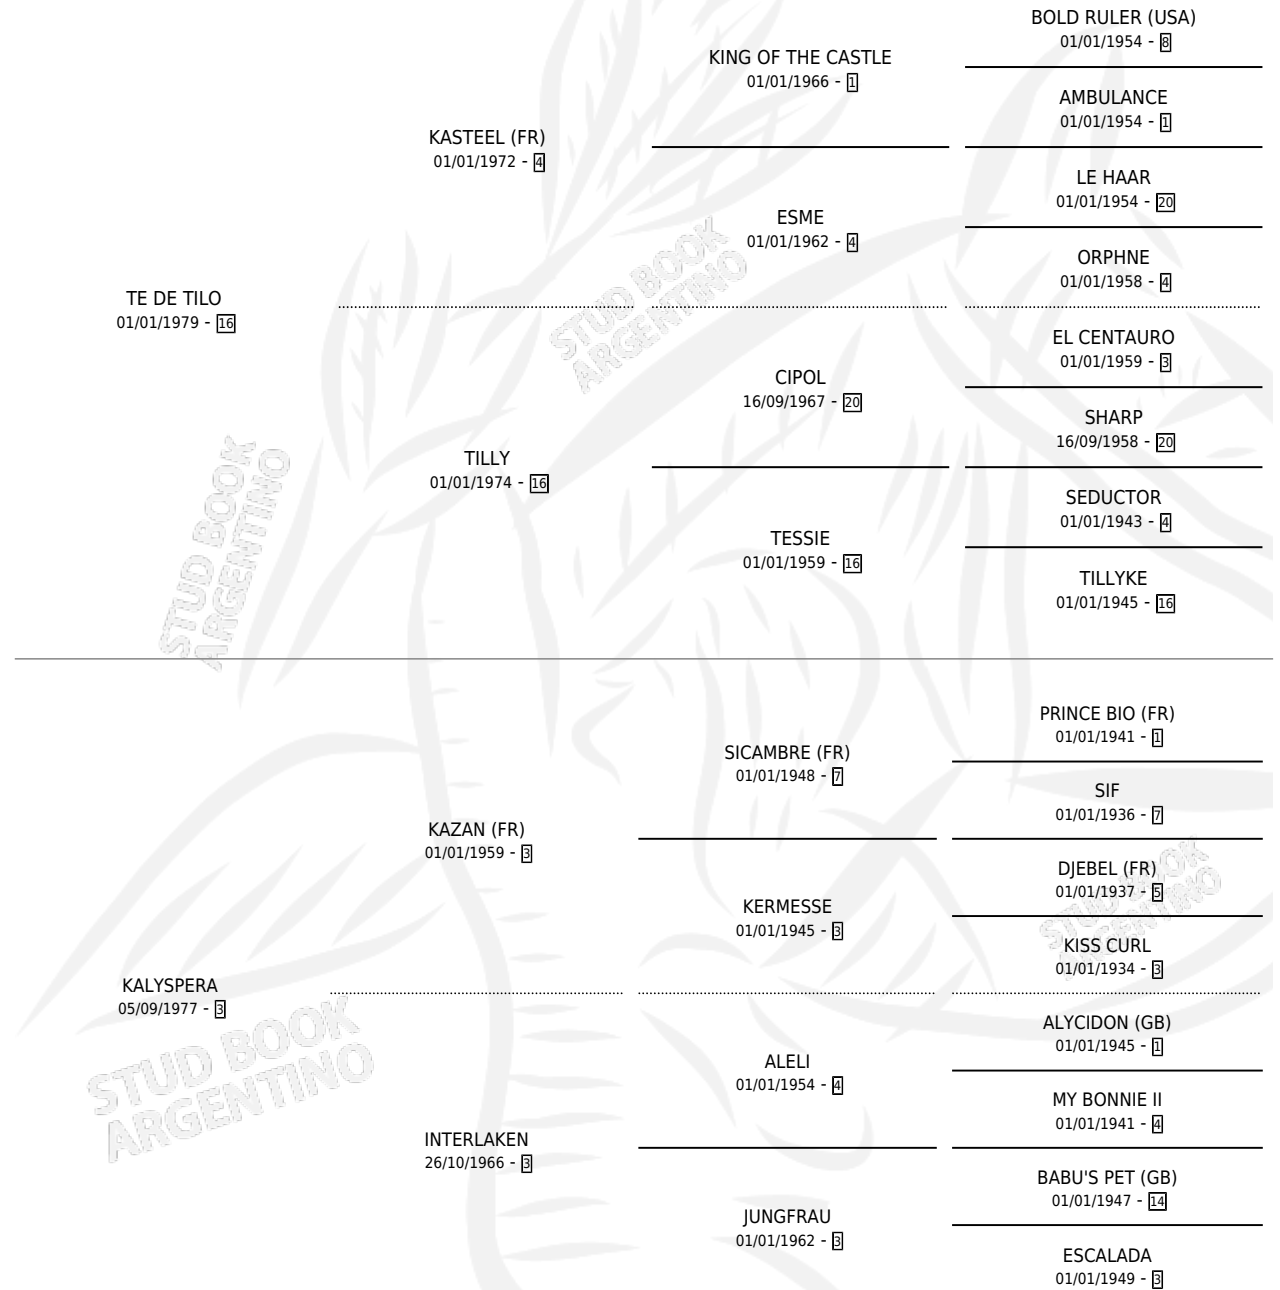 BOLD RULER (USA)
01/01/1954 - 8
KING OF THE CASTLE
01/01/1966 - 1
AMBULANCE
01/01/1954 - 1
KASTEEL (FR)
01/01/1972 - 4
LE HAAR
01/01/1954 - 20
ESME
01/01/1962 - 4
ORPHNE
01/01/1958 - 4
TE DE TILO
01/01/1979 - 16
EL CENTAURO
01/01/1959 - 3
CIPOL
16/09/1967 - 20
SHARP
16/09/1958 - 20
TILLY
01/01/1974 - 16
SEDUCTOR
01/01/1943 - 4
TESSIE
01/01/1959 - 16
TILLYKE
01/01/1945 - 16
STUD BOOK
ARGENTINO
STUD BOOK
ARGENTINO
PRINCE BIO (FR)
01/01/1941 - 1
SICAMBRE (FR)
01/01/1948 - 7
SIF
01/01/1936 - 7
KAZAN (FR)
01/01/1959 - 3
DJEBEL (FR)
01/01/1937 - 5
KERMESSE
01/01/1945 - 3
KISS CURL
01/01/1934 - 3
KALYSPERA
05/09/1977 - 3
ALYCIDON (GB)
01/01/1945 - 1
ALELI
01/01/1954 - 4
MY BONNIE II
01/01/1941 - 4
INTERLAKEN
26/10/1966 - 3
BABU'S PET (GB)
01/01/1947 - 14
JUNGFRAU
01/01/1962 - 3
ESCALADA
01/01/1949 - 3
STUD BOOK
ARGENTINO
STUD BOOK
ARGENTINO